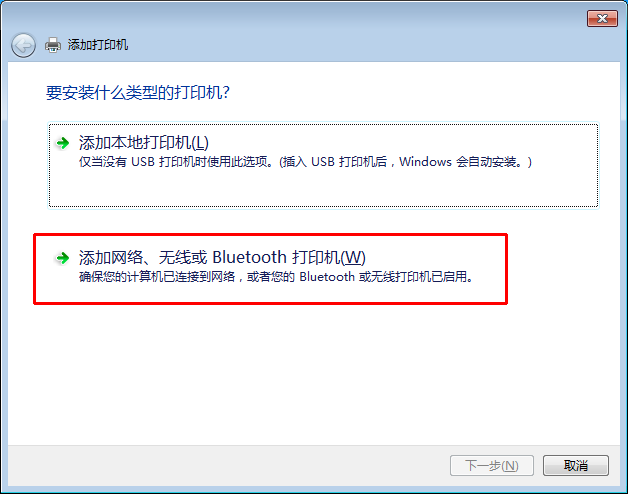 添加打印机
要安装什么类型的打印机?
添加本地打印机(L)
仅当没有 USB 打印机时使用此选项。(插入 USB 打印机后，Windows 会自动安装。)
添加网络、无线或 Bluetooth 打印机(W)
确保您的计算机已连接到网络，或者您的 Bluetooth 或无线打印机已启用。
下一步(N)
取消